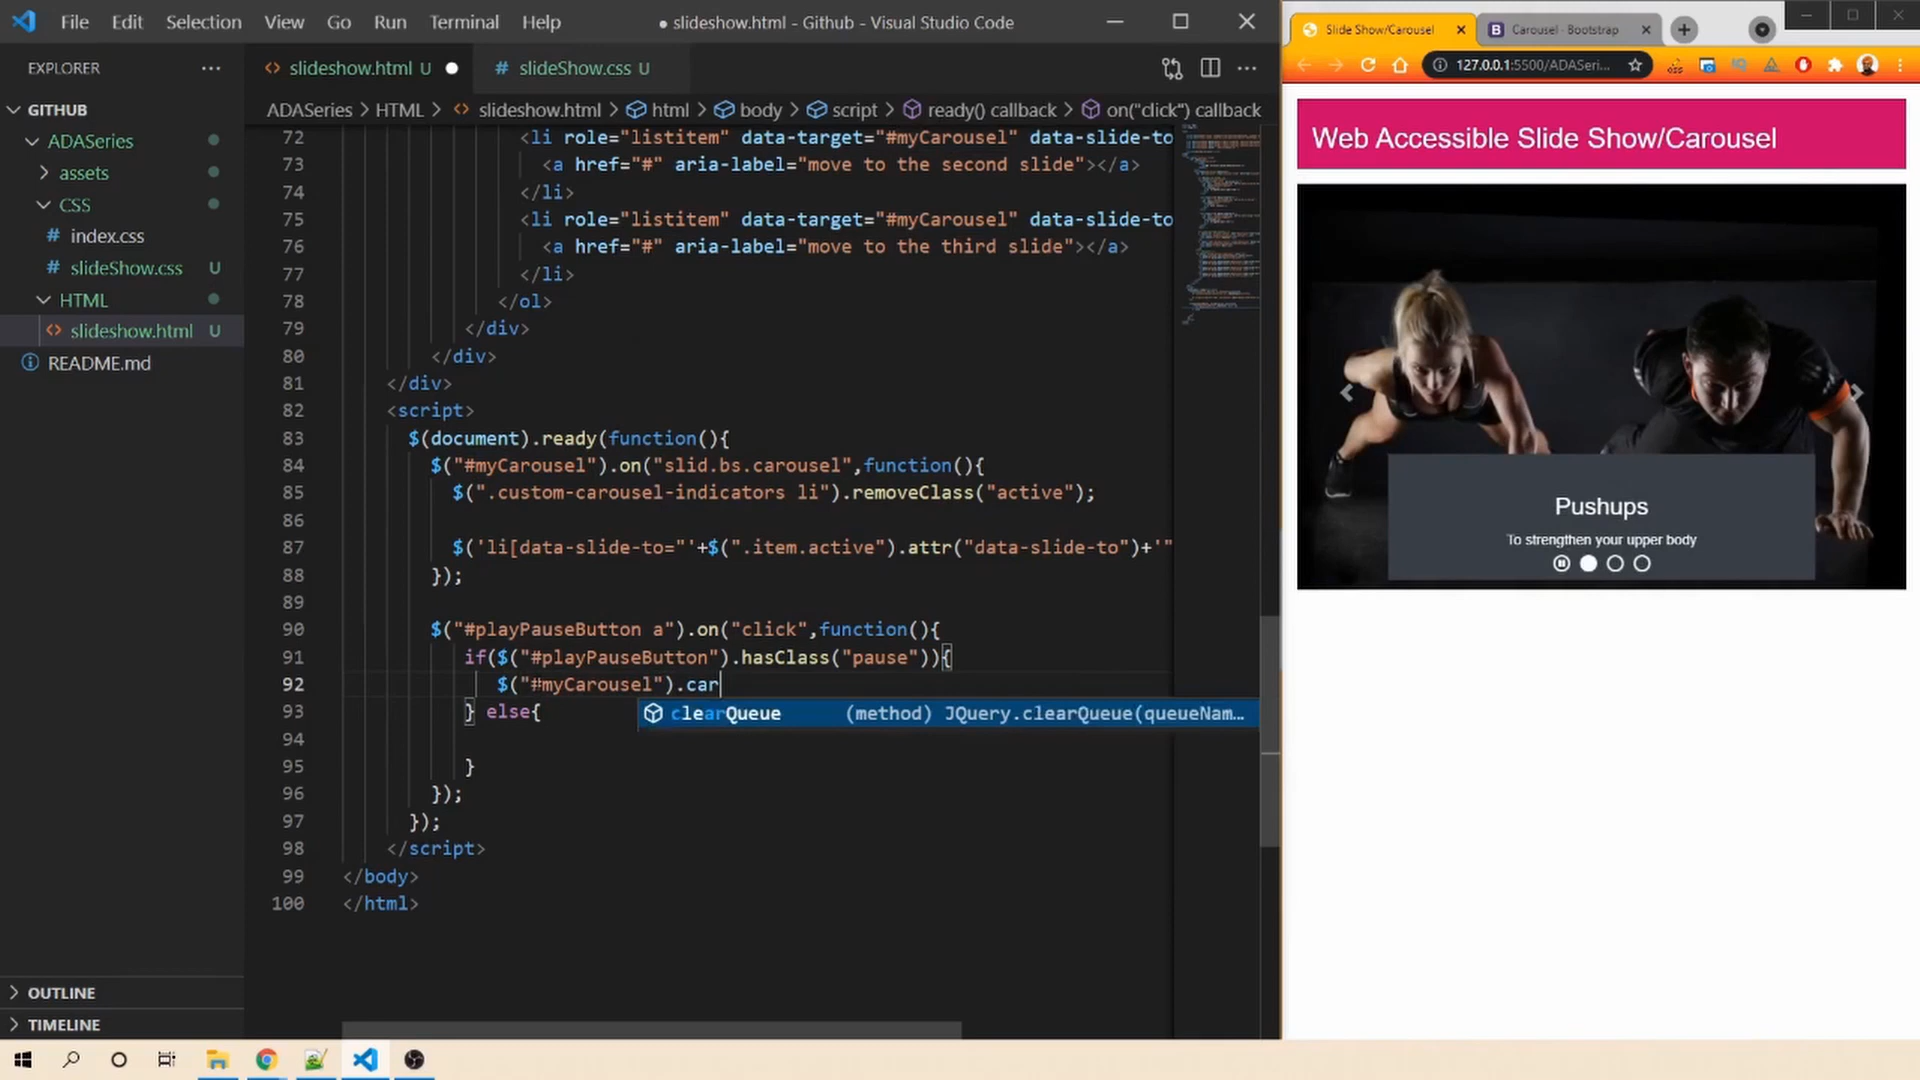 File Edit Selection View Go Run Terminal Help
● slideshow.html - Github - Visual Studio Code
Slide Show/Carousel
Carousel · Bootstrap
127.0.0.1:5500/ADASeri...
EXPLORER
slideshow.html U
slideShow.css U
GITHUB
ADASeries
assets
CSS
index.css
slideShow.css U
HTML
slideshow.html U
README.md
OUTLINE
TIMELINE
ADASeries > HTML > slideshow.html > html > body > script > ready() callback > on("click") callback
72 <li role="listitem" data-target="#myCarousel" data-slide-to
73 <a href="#" aria-label="move to the second slide"></a>
74 </li>
75 <li role="listitem" data-target="#myCarousel" data-slide-to
76 <a href="#" aria-label="move to the third slide"></a>
77 </li>
78 </ol>
79 </div>
80 </div>
81 </div>
82 <script>
83 $(document).ready(function(){
84 $("#myCarousel").on("slid.bs.carousel",function(){
85 $(".custom-carousel-indicators li").removeClass("active");
86
87 $('li[data-slide-to="'+$(".item.active").attr("data-slide-to")+'"
88 });
89
90 $("#playPauseButton a").on("click",function(){
91 if($("#playPauseButton").hasClass("pause")){
92 $("#myCarousel").car
93 } else{
clearQueue (method) JQuery.clearQueue(queueNam...
94
95 }
96 });
97 });
98 </script>
99 </body>
100 </html>
Web Accessible Slide Show/Carousel
Pushups
To strengthen your upper body